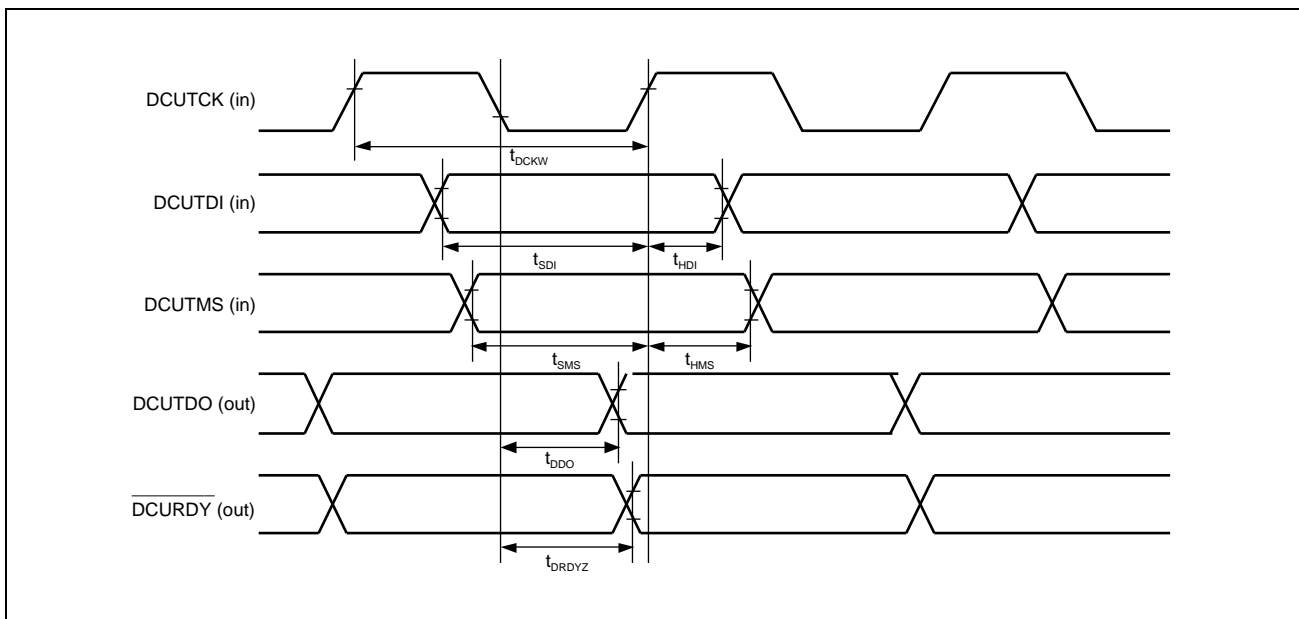 DCUTCK (in)
tDCKW
DCUTDI (in)
tSDI
tHDI
DCUTMS (in)
tSMS
tHMS
DCUTDO (out)
tDDO
DCURDY (out)
tDRDYZ